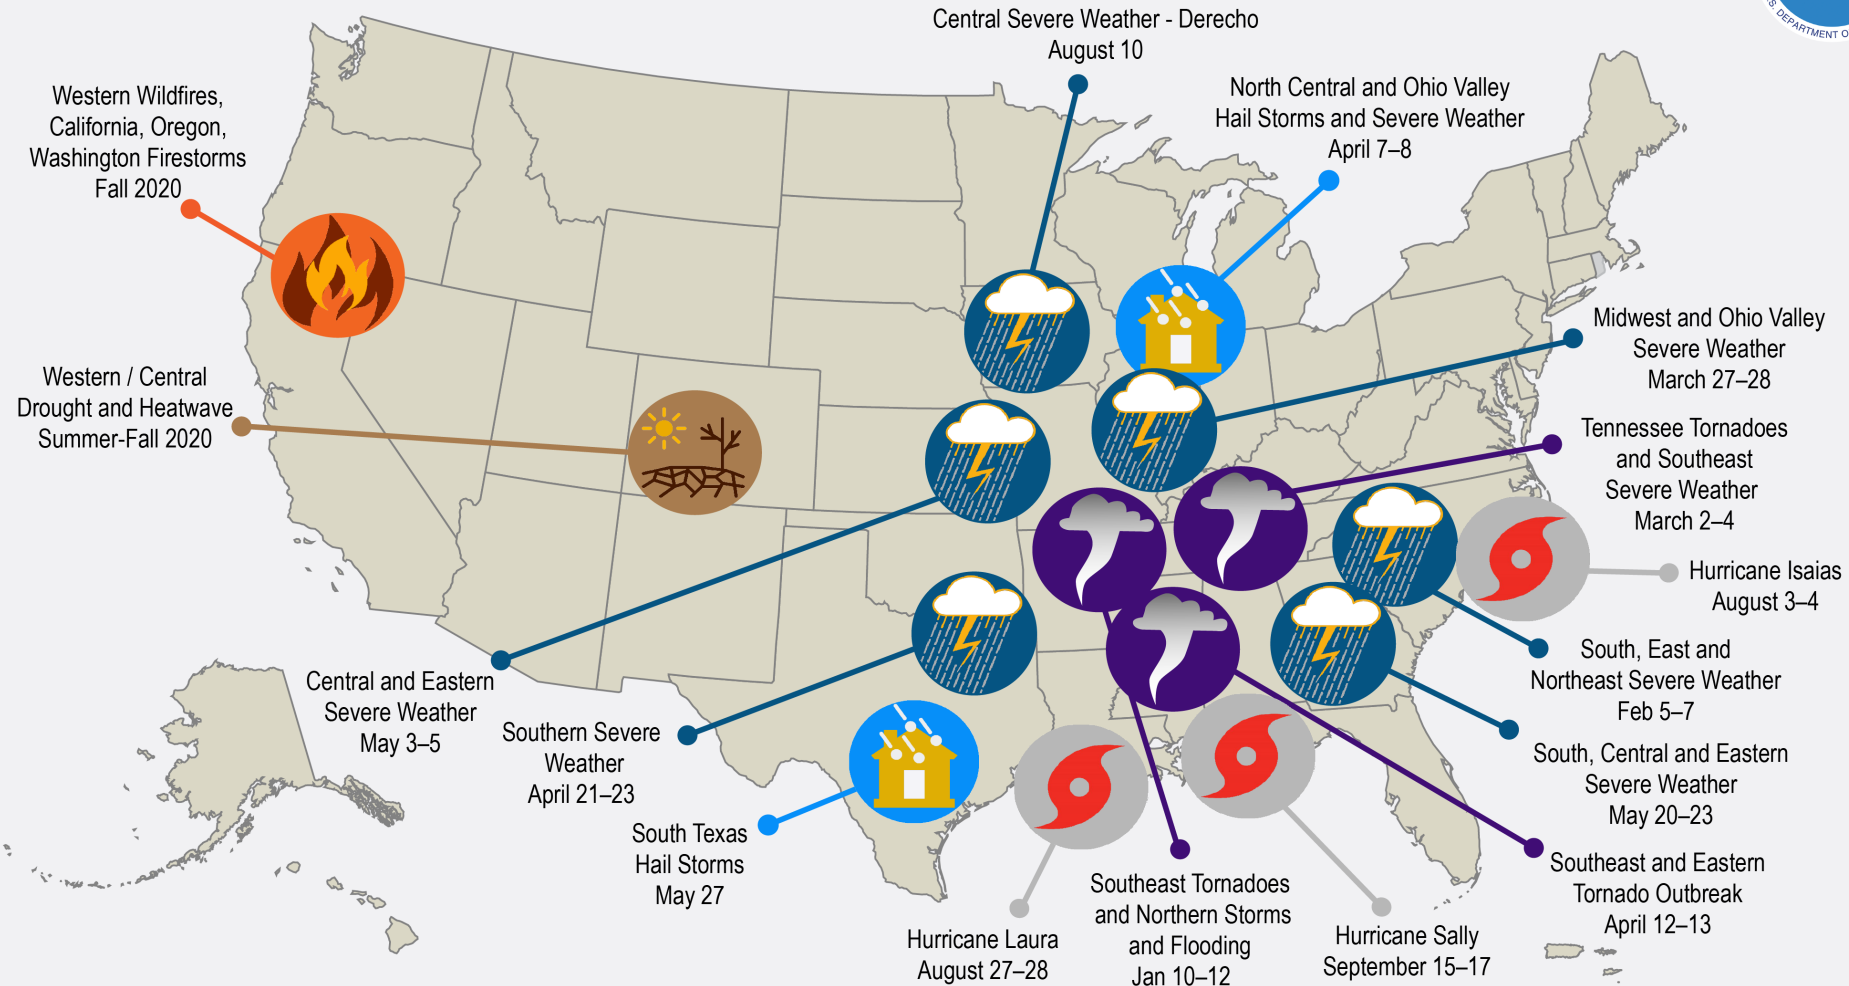 Central Severe Weather - Derecho
August 10
S. DEPARTMENT O
North Central and Ohio Valley
Hail Storms and Severe Weather
April 7–8
Western Wildfires,
California, Oregon,
Washington Firestorms
Fall 2020
Midwest and Ohio Valley
Severe Weather
March 27–28
Western / Central
Drought and Heatwave
Summer-Fall 2020
Tennessee Tornadoes
and Southeast
Severe Weather
March 2–4
Hurricane Isaias
August 3–4
South, East and
Northeast Severe Weather
Feb 5–7
Central and Eastern
Severe Weather
May 3–5
Southern Severe
Weather
April 21–23
South, Central and Eastern
Severe Weather
May 20–23
South Texas
Hail Storms
May 27
Southeast and Eastern
Tornado Outbreak
April 12–13
Southeast Tornadoes
and Northern Storms
and Flooding
Jan 10–12
Hurricane Laura
August 27–28
Hurricane Sally
September 15–17